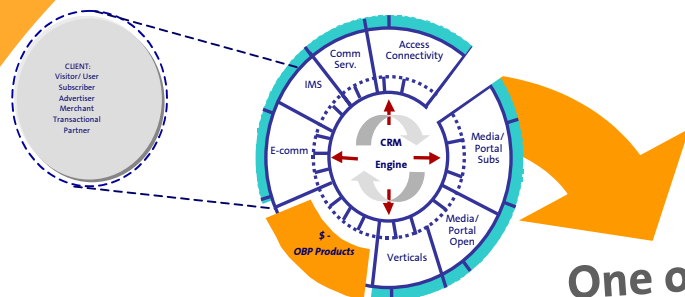 CLIENT:
Visitor/ User
Subscriber
Advertiser
Merchant
Transactional
Partner
Comm
Serv.
Access
Connectivity
IMS
E-comm
CRM
Engine
Media/
Portal
Subs
Media/
Portal
Open
Verticals
$ -
OBP Products
One o